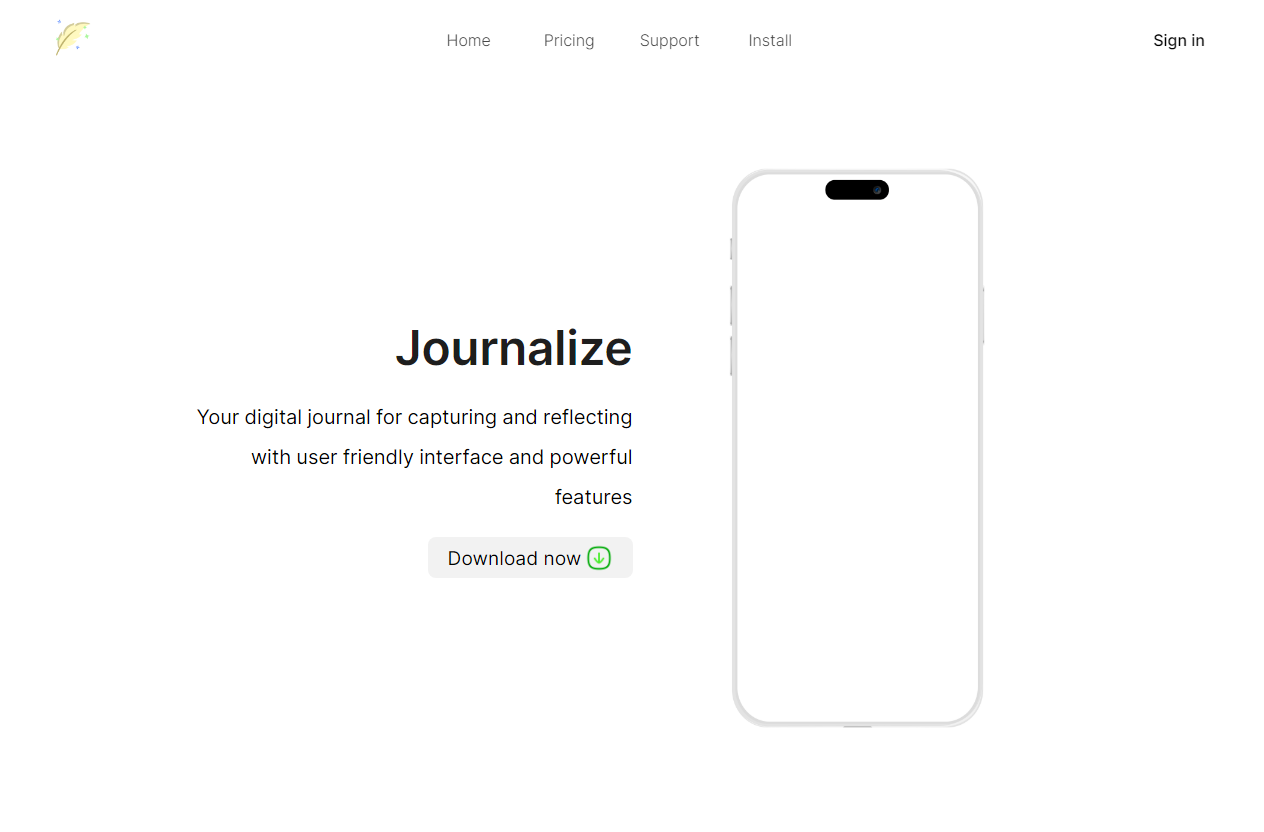 Home Pricing Support Install Sign in
Journalize
Your digital journal for capturing and reflecting
with user friendly interface and powerful
features
Download now